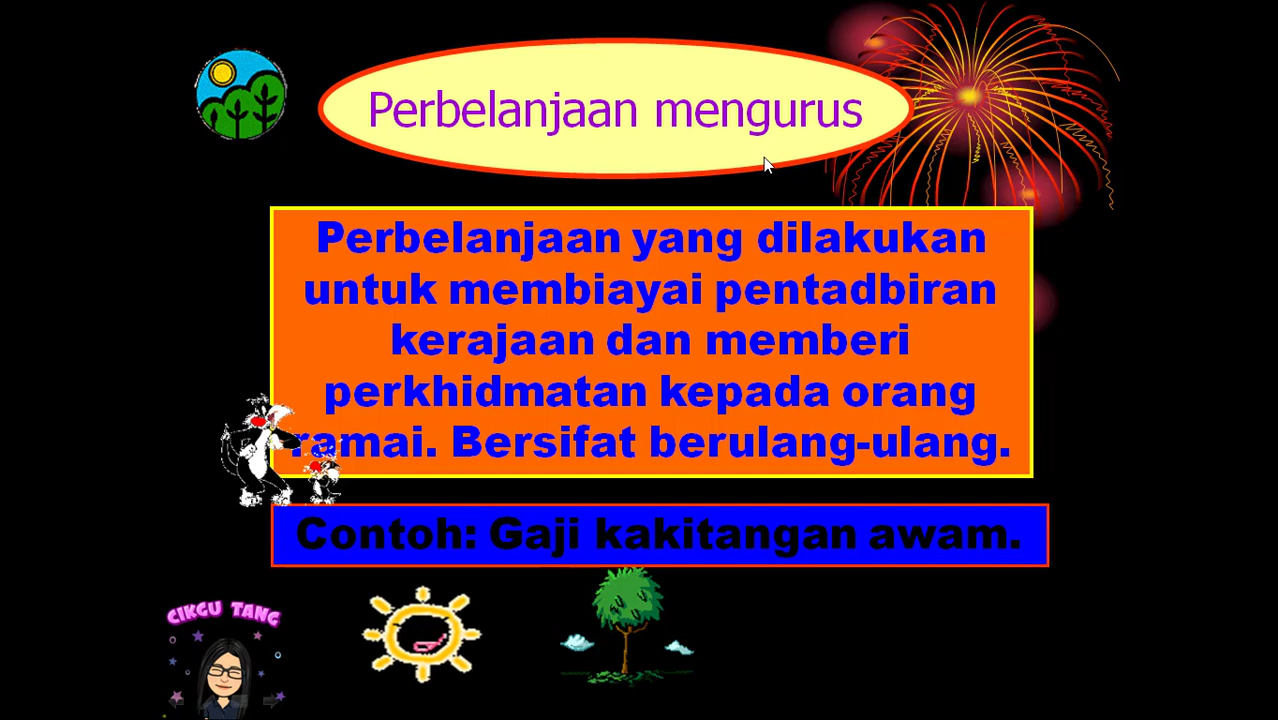 Perbelanjaan mengurus
Perbelanjaan yang dilakukan
untuk membiayai pentadbiran
kerajaan dan memberi
perkhidmatan kepada orang
ramai. Bersifat berulang-ulang.
Contoh: Gaji kakitangan awam.
CIKGU TANG